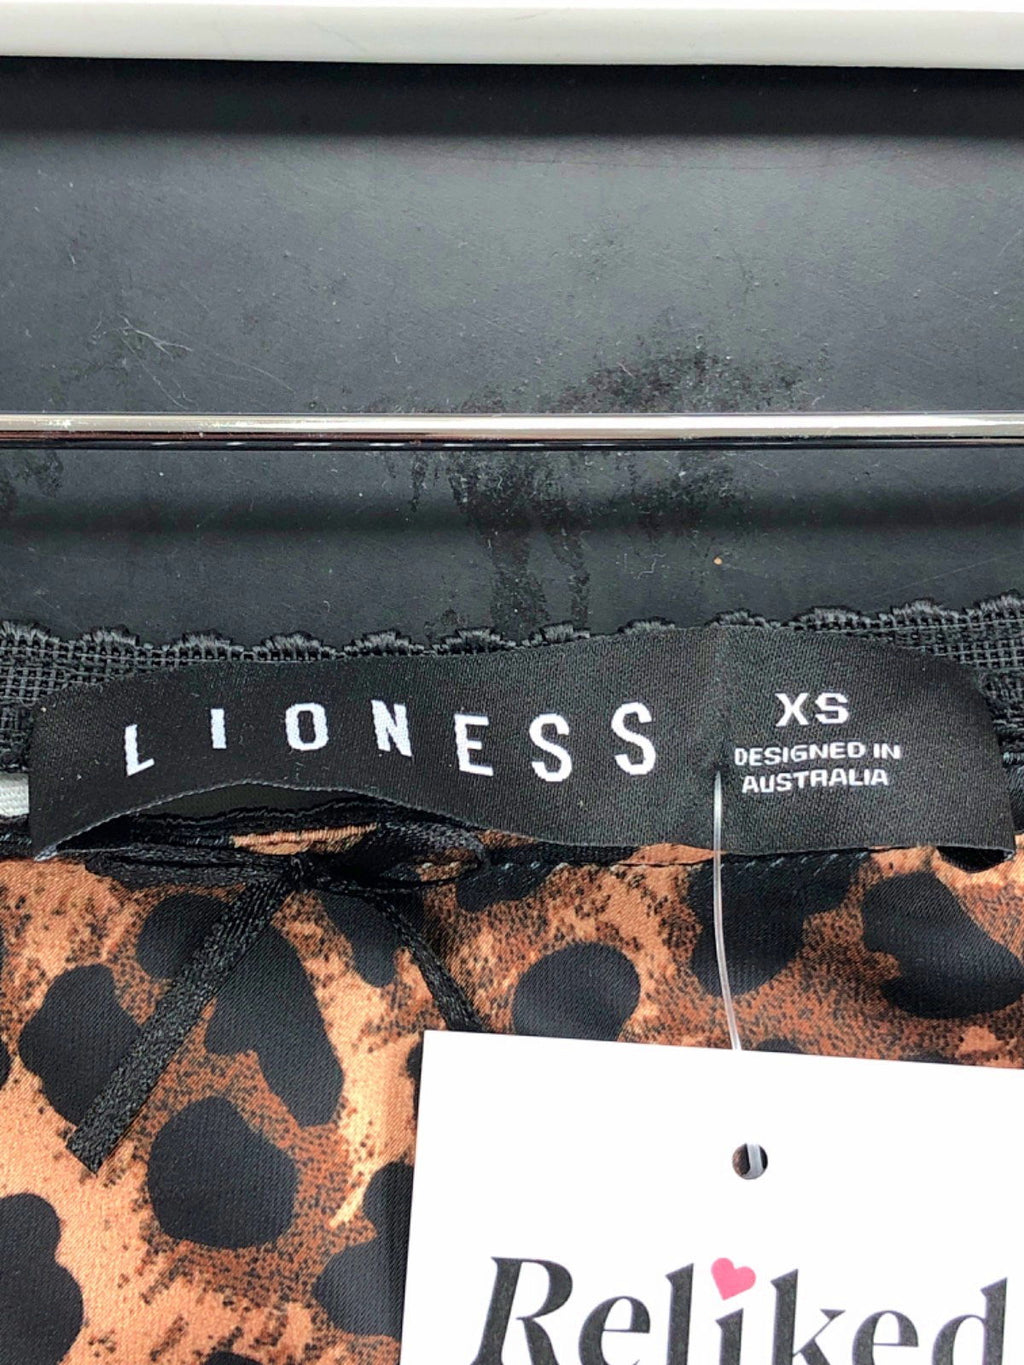 LIONESS
XS
DESIGNED IN
AUSTRALIA
Reliked